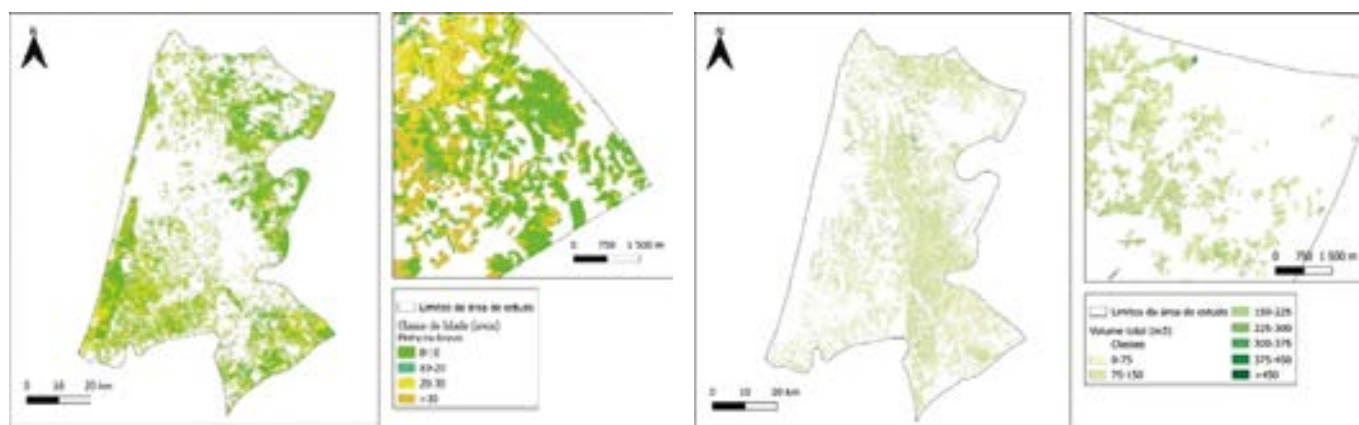 N
0 750 1 500 m
Limites da área de estudo
Classe de Idade (anos)
Pinheiro bravo
0-10
10-20
20-30
>30
0 10 20 km
N
0 750 1 500 m
Limites da área de estudo
Volume total (m3)
Classes
0-75
75-150
150-225
225-300
300-375
375-450
>450
0 10 20 km